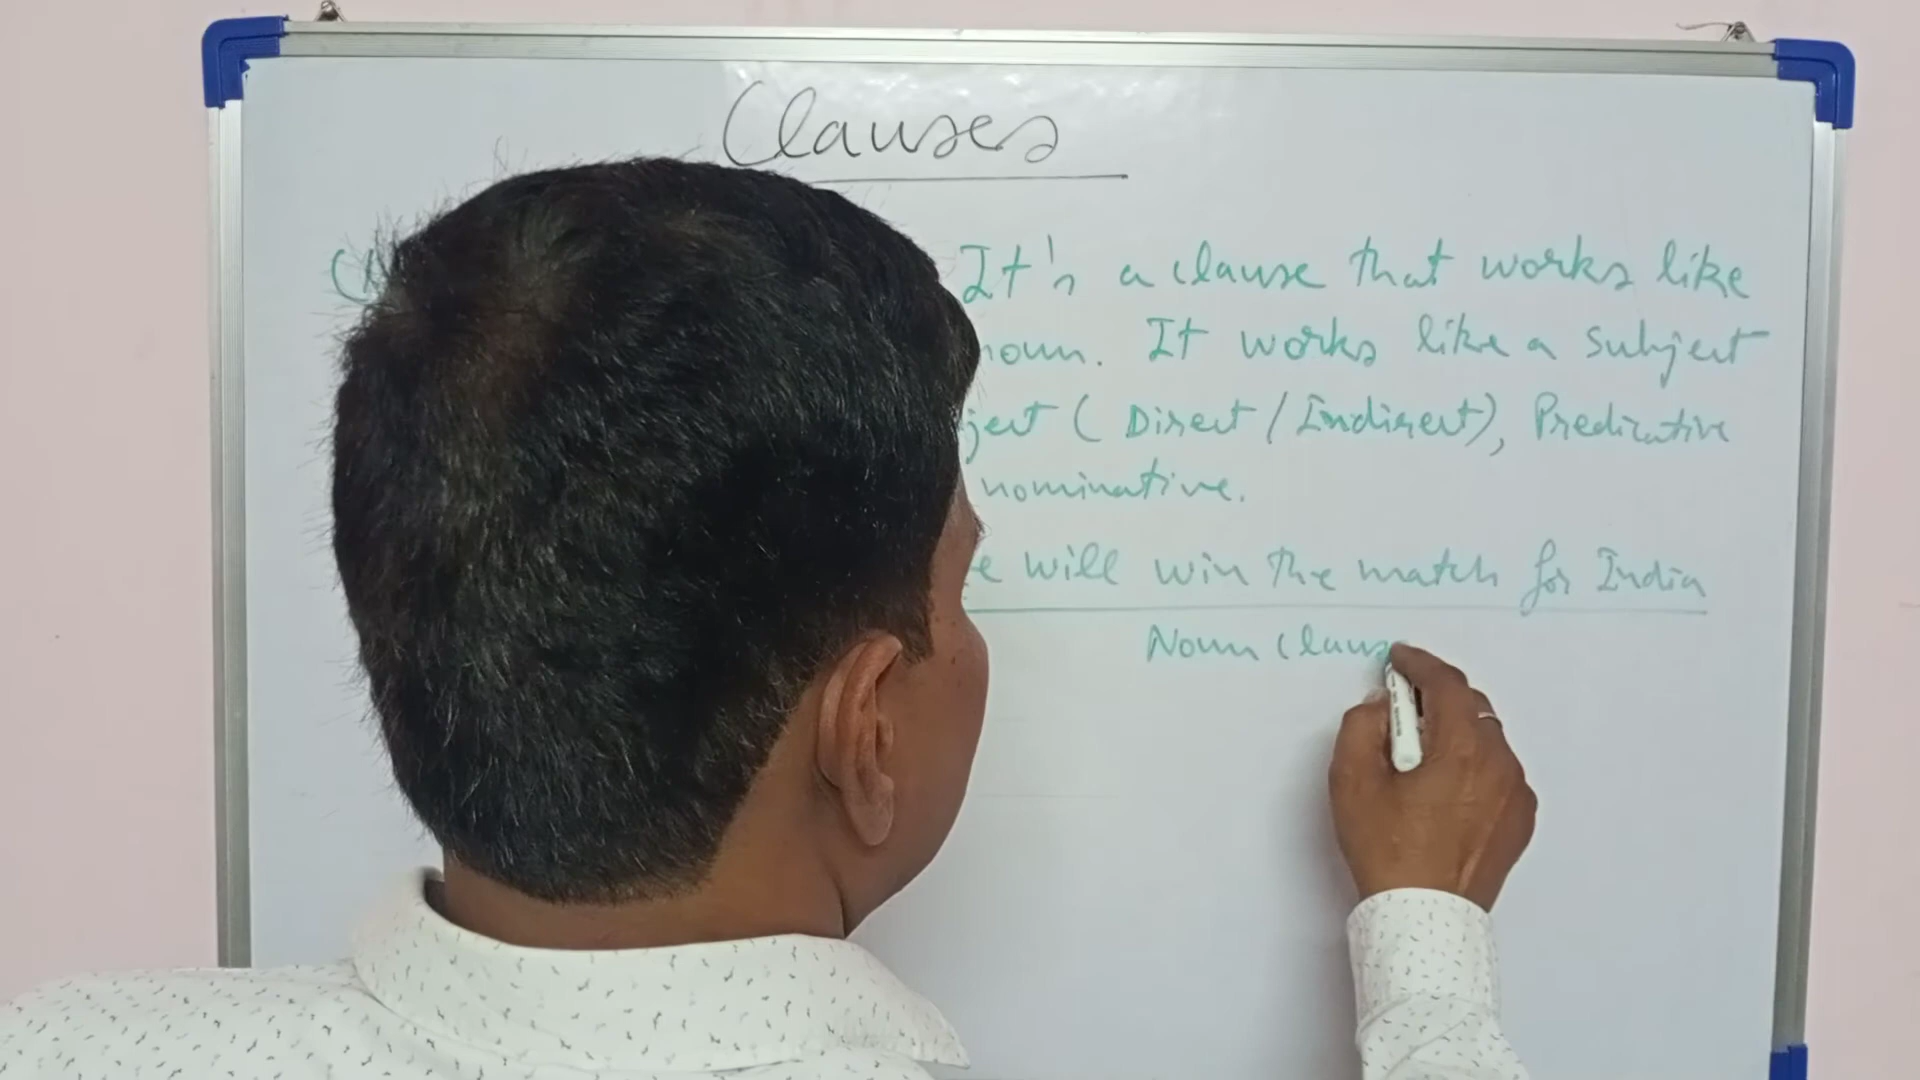 Clauses
It's a clause that works like
noun. It works like a subject
(Direct / Indirect), Predicative
nominative.
will win the match for India
Noun Claus